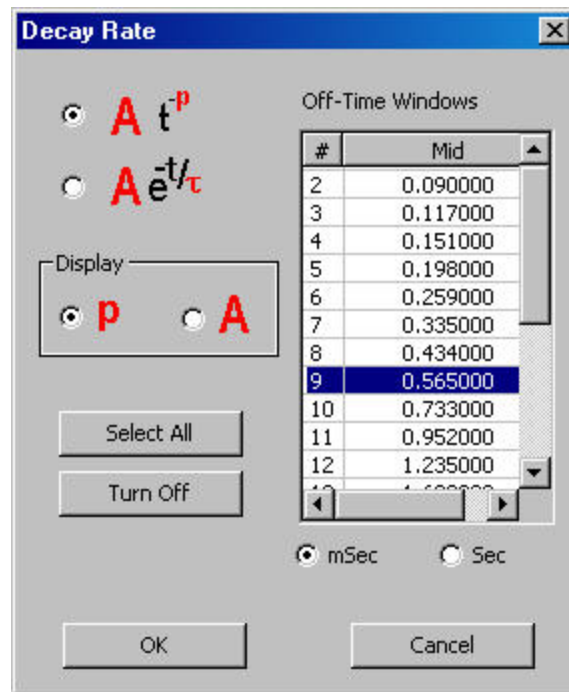 Decay Rate
A t^-p
A e^-t/τ
Display
p A
Select All
Turn Off
Off-Time Windows
# Mid
2 0.090000
3 0.117000
4 0.151000
5 0.198000
6 0.259000
7 0.335000
8 0.434000
9 0.565000
10 0.733000
11 0.952000
12 1.235000
mSec Sec
OK Cancel